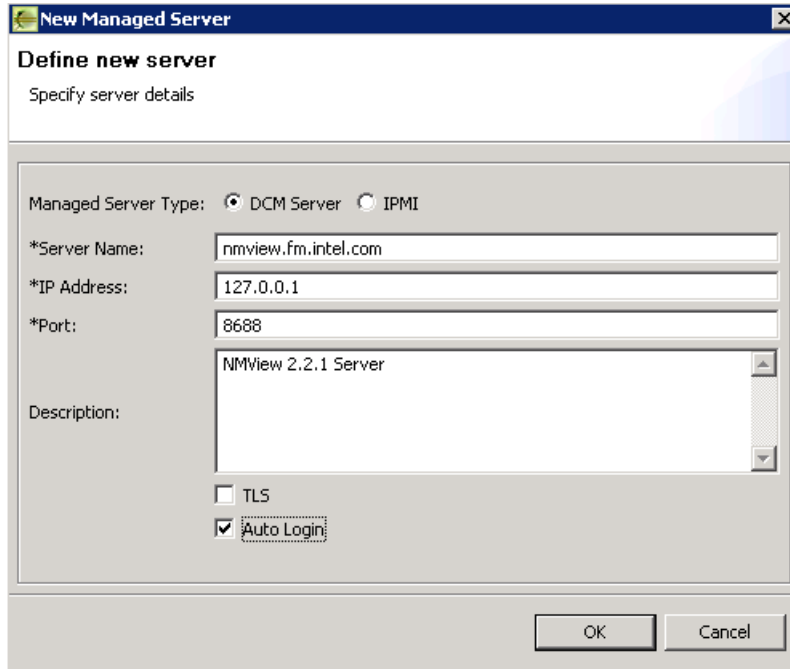 New Managed Server
Define new server
Specify server details
Managed Server Type: DCM Server IPMI
*Server Name: nmview.fm.intel.com
*IP Address: 127.0.0.1
*Port: 8688
Description: NMView 2.2.1 Server
TLS
Auto Login
OK Cancel